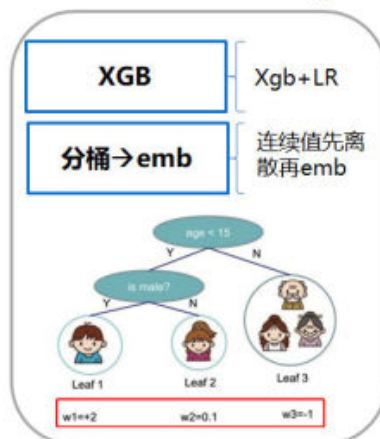 XGB
Xgb+LR
分桶→emb
连续值先离
散再emb
age < 15
Y
N
is male?
Y
N
Leaf 1
Leaf 2
Leaf 3
w1=+2
w2=0.1
w3=-1